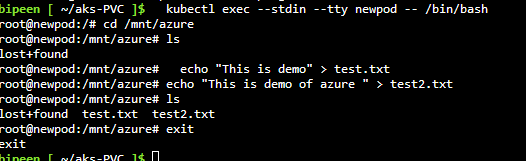 bipeen [ ~/aks-PVC ]$   kubectl exec --stdin --tty newpod -- /bin/bash
root@newpod:/# cd /mnt/azure
root@newpod:/mnt/azure# ls
lost+found
root@newpod:/mnt/azure#   echo "This is demo" > test.txt
root@newpod:/mnt/azure# echo "This is demo of azure " > test2.txt
root@newpod:/mnt/azure# ls
lost+found  test.txt  test2.txt
root@newpod:/mnt/azure# exit
exit
bipeen [ ~/aks-PVC ]$